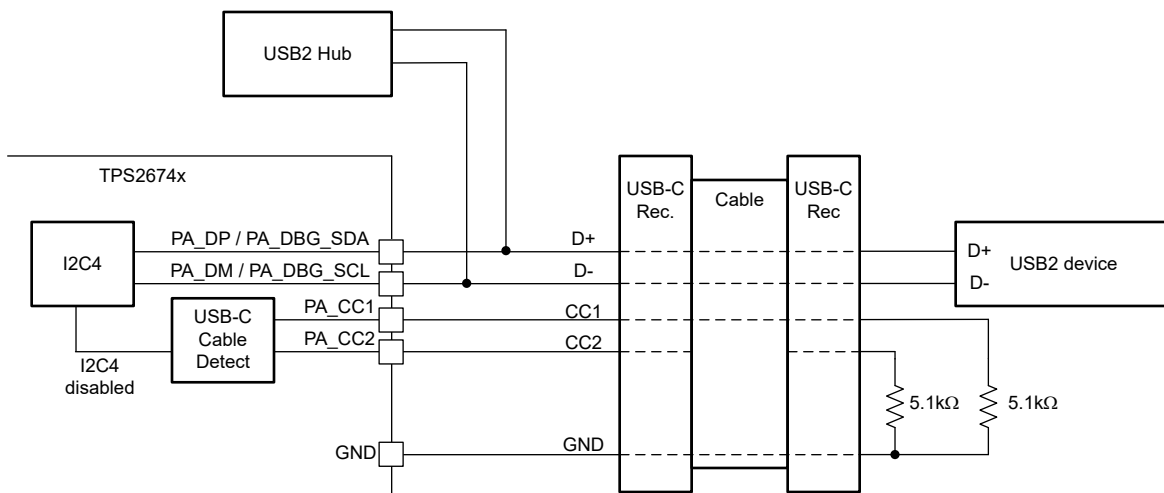 USB2 Hub
TPS2674x
USB-C
Rec.
Cable
USB-C
Rec
I2C4
PA_DP / PA_DBG_SDA
D+
D+
USB2 device
PA_DM / PA_DBG_SCL
D-
D-
USB-C
Cable
Detect
PA_CC1
CC1
PA_CC2
CC2
I2C4
disabled
5.1kΩ
5.1kΩ
GND
GND